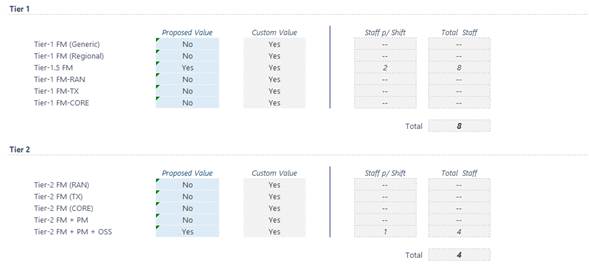 Tier 1
Proposed Value Custom Value Staff p/ Shift Total Staff
Tier-1 FM (Generic) No Yes -- --
Tier-1 FM (Regional) No Yes -- --
Tier-1.5 FM Yes Yes 2 8
Tier-1 FM-RAN No Yes -- --
Tier-1 FM-TX No Yes -- --
Tier-1 FM-CORE No Yes -- --
Total 8
Tier 2
Proposed Value Custom Value Staff p/ Shift Total Staff
Tier-2 FM (RAN) No Yes -- --
Tier-2 FM (TX) No Yes -- --
Tier-2 FM (CORE) No Yes -- --
Tier-2 FM + PM No Yes -- --
Tier-2 FM + PM + OSS Yes Yes 1 4
Total 4